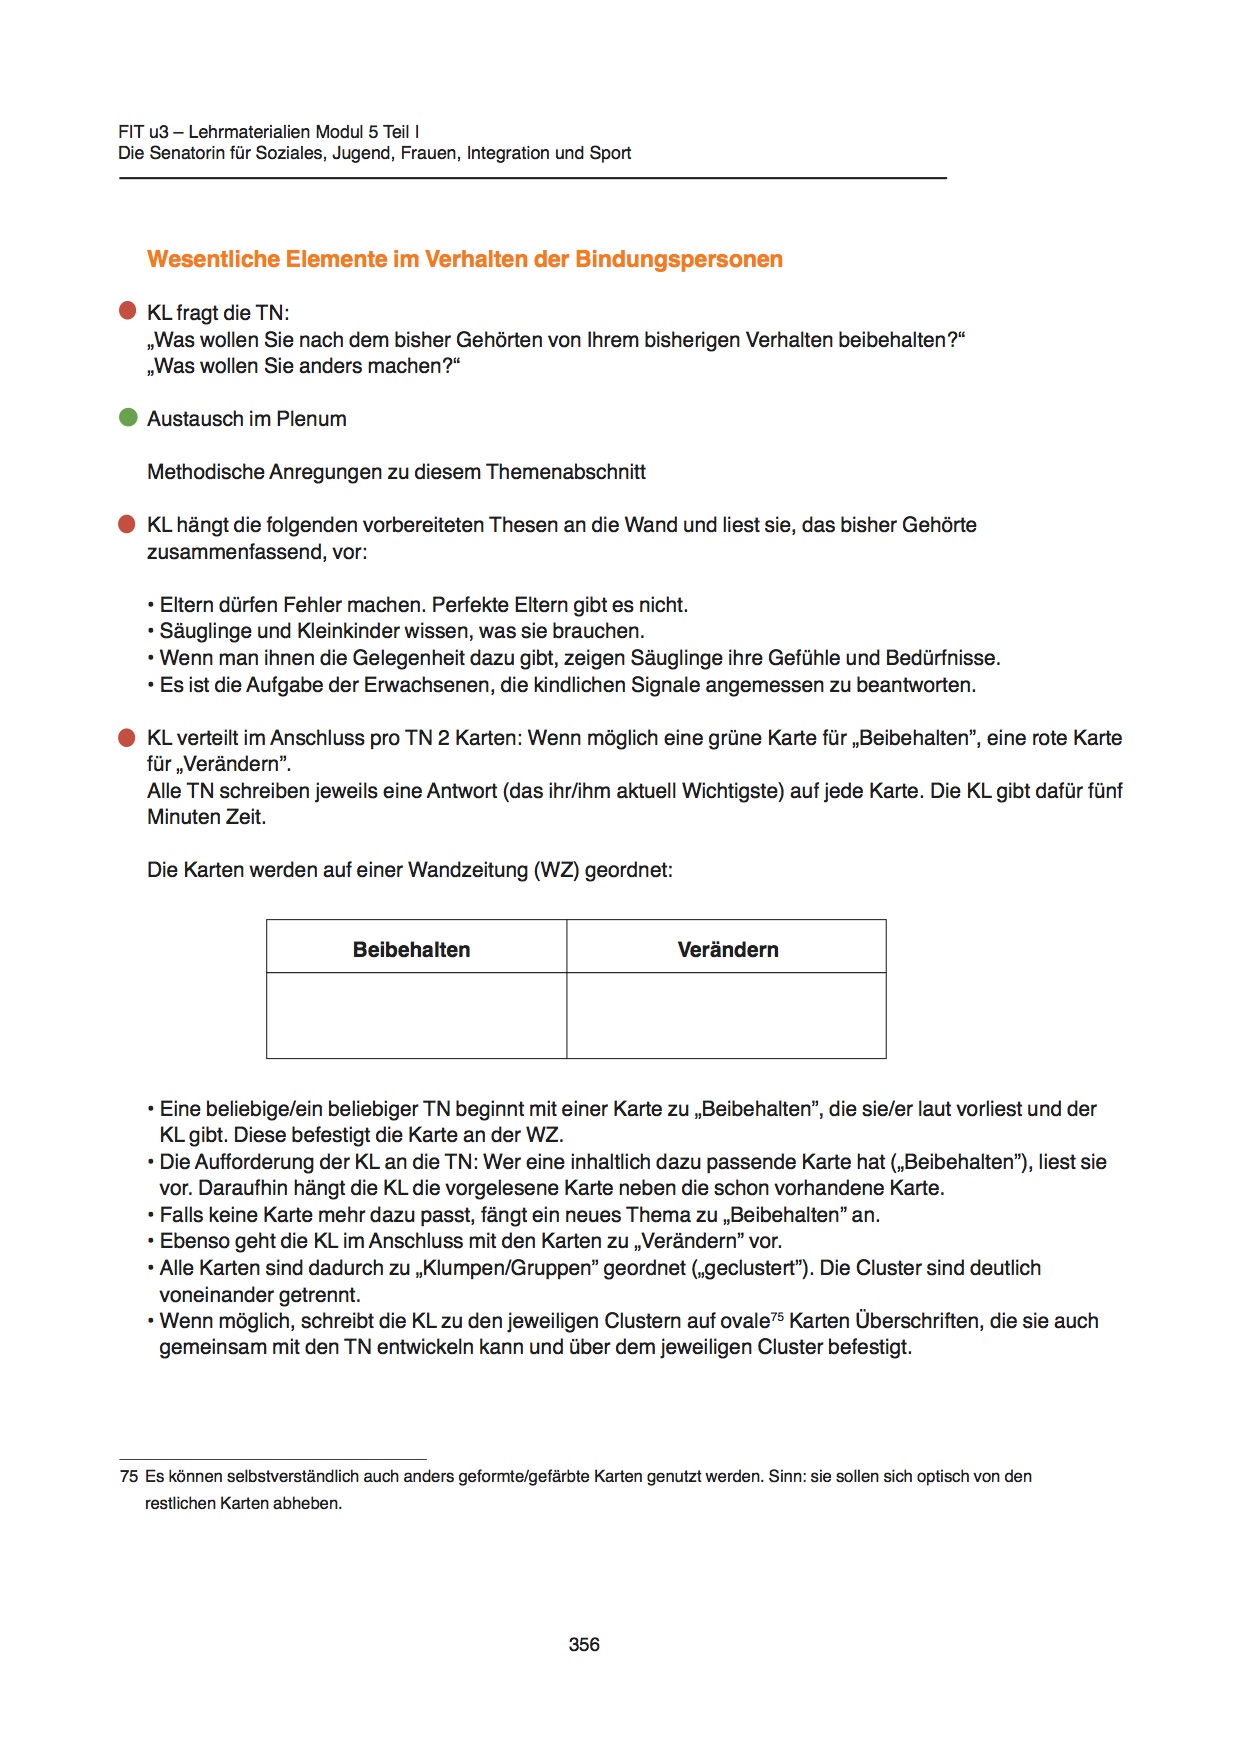 FIT u3 – Lehrmaterialien Modul 5 Teil I
Die Senatorin für Soziales, Jugend, Frauen, Integration und Sport
Wesentliche Elemente im Verhalten der Bindungspersonen
KL fragt die TN:
„Was wollen Sie nach dem bisher Gehörten von Ihrem bisherigen Verhalten beibehalten?“
„Was wollen Sie anders machen?“
Austausch im Plenum
Methodische Anregungen zu diesem Themenabschnitt
KL hängt die folgenden vorbereiteten Thesen an die Wand und liest sie, das bisher Gehörte
zusammenfassend, vor:
• Eltern dürfen Fehler machen. Perfekte Eltern gibt es nicht.
• Säuglinge und Kleinkinder wissen, was sie brauchen.
• Wenn man ihnen die Gelegenheit dazu gibt, zeigen Säuglinge ihre Gefühle und Bedürfnisse.
• Es ist die Aufgabe der Erwachsenen, die kindlichen Signale angemessen zu beantworten.
KL verteilt im Anschluss pro TN 2 Karten: Wenn möglich eine grüne Karte für „Beibehalten”, eine rote Karte
für „Verändern”.
Alle TN schreiben jeweils eine Antwort (das ihr/ihm aktuell Wichtigste) auf jede Karte. Die KL gibt dafür fünf
Minuten Zeit.
Die Karten werden auf einer Wandzeitung (WZ) geordnet:
Beibehalten Verändern
• Eine beliebige/ein beliebiger TN beginnt mit einer Karte zu „Beibehalten”, die sie/er laut vorliest und der
KL gibt. Diese befestigt die Karte an der WZ.
• Die Aufforderung der KL an die TN: Wer eine inhaltlich dazu passende Karte hat („Beibehalten”), liest sie
vor. Daraufhin hängt die KL die vorgelesene Karte neben die schon vorhandene Karte.
• Falls keine Karte mehr dazu passt, fängt ein neues Thema zu „Beibehalten” an.
• Ebenso geht die KL im Anschluss mit den Karten zu „Verändern” vor.
• Alle Karten sind dadurch zu „Klumpen/Gruppen” geordnet („geclustert”). Die Cluster sind deutlich
voneinander getrennt.
• Wenn möglich, schreibt die KL zu den jeweiligen Clustern auf ovale⁷⁵ Karten Überschriften, die sie auch
gemeinsam mit den TN entwickeln kann und über dem jeweiligen Cluster befestigt.
75 Es können selbstverständlich auch anders geformte/gefärbte Karten genutzt werden. Sinn: sie sollen sich optisch von den
restlichen Karten abheben.
356